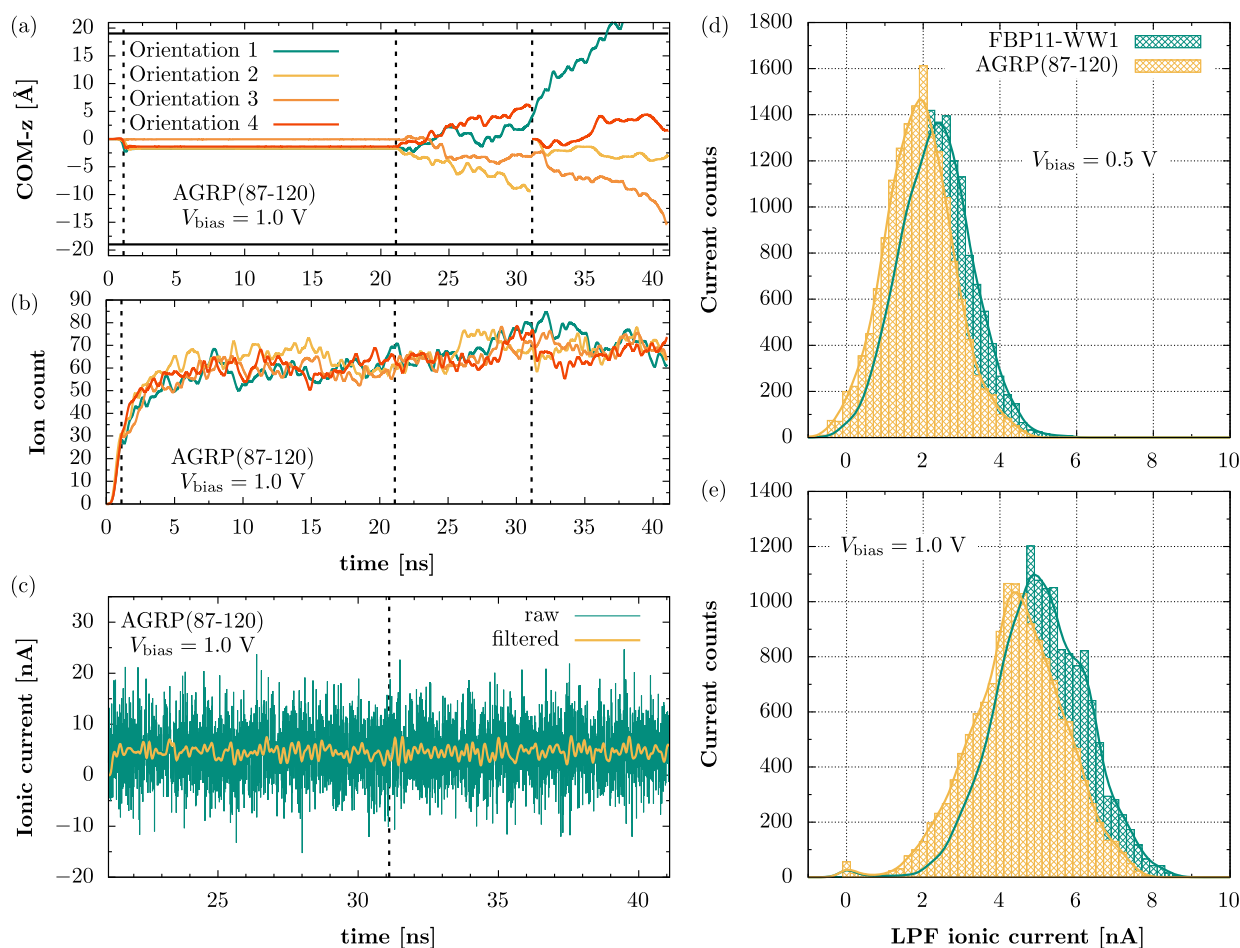 (a)
20
15
10
5
0
−5
−10
−15
−20
COM-z [Å]
Orientation 1
Orientation 2
Orientation 3
Orientation 4
AGRP(87-120)
Vbias = 1.0 V
0 5 10 15 20 25 30 35 40
(b)
90
80
70
60
50
40
30
20
10
0
Ion count
AGRP(87-120)
Vbias = 1.0 V
0 5 10 15 20 25 30 35 40
time [ns]
(c)
30
20
10
0
−10
−20
Ionic current [nA]
AGRP(87-120)
Vbias = 1.0 V
raw
filtered
25 30 35 40
time [ns]
(d)
1800
1600
1400
1200
1000
800
600
400
200
0
Current counts
FBP11-WW1
AGRP(87-120)
Vbias = 0.5 V
0 2 4 6 8 10
(e)
1400
1200
1000
800
600
400
200
0
Current counts
Vbias = 1.0 V
0 2 4 6 8 10
LPF ionic current [nA]